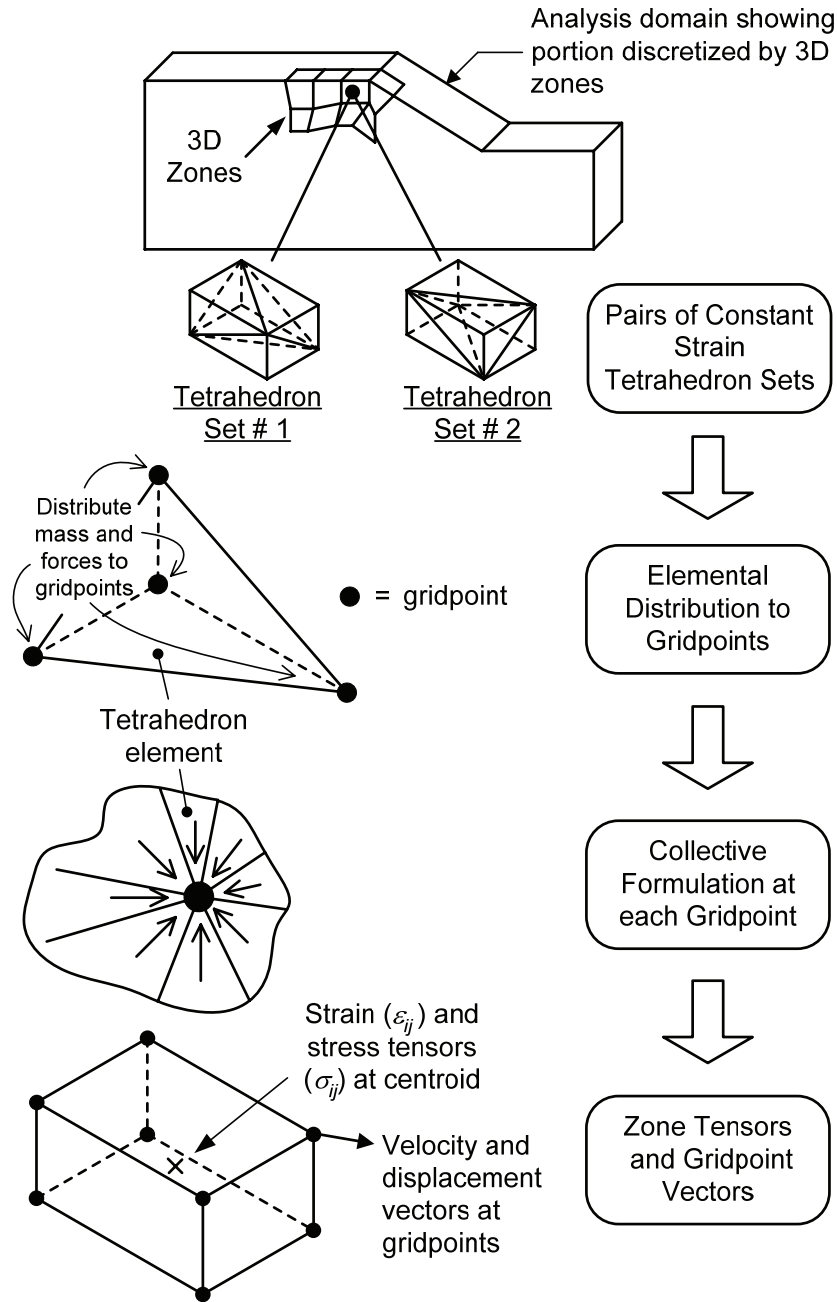 Analysis domain showing
portion discretized by 3D
zones
3D
Zones
Tetrahedron
Set # 1
Tetrahedron
Set # 2
Pairs of Constant
Strain
Tetrahedron Sets
Distribute
mass and
forces to
gridpoints
= gridpoint
Elemental
Distribution to
Gridpoints
Tetrahedron
element
Collective
Formulation at
each Gridpoint
Strain (εij) and
stress tensors
(σij) at centroid
Velocity and
displacement
vectors at
gridpoints
Zone Tensors
and Gridpoint
Vectors